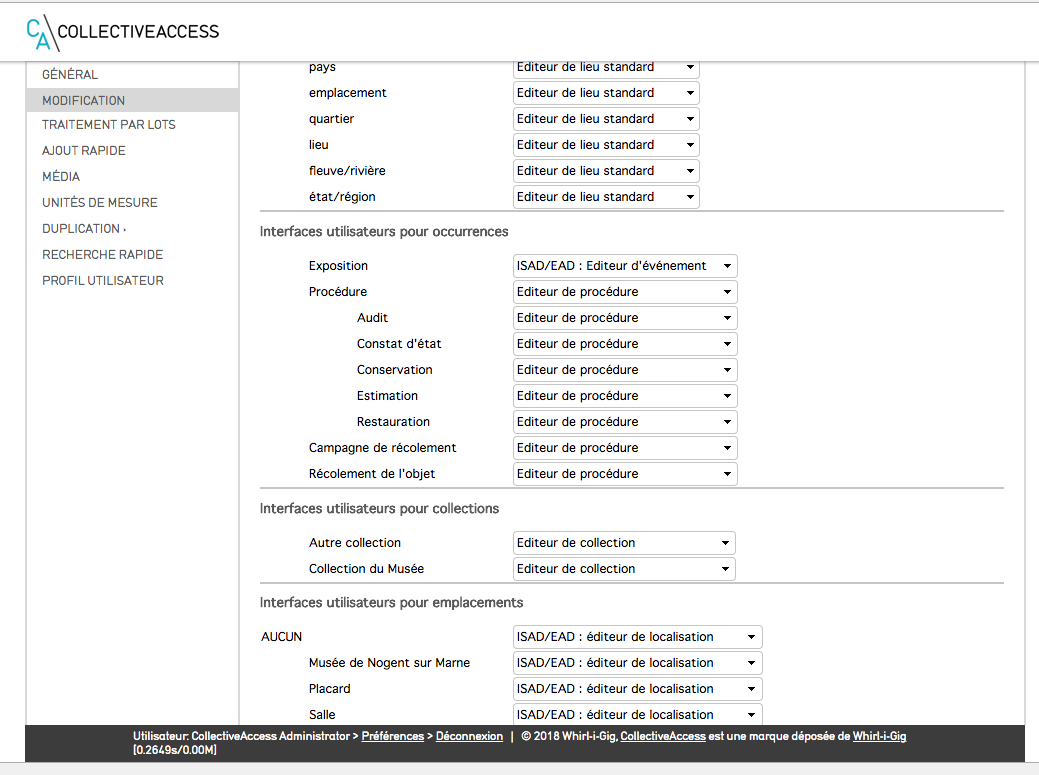 CA COLLECTIVEACCESS
GÉNÉRAL
MODIFICATION
TRAITEMENT PAR LOTS
AJOUT RAPIDE
MÉDIA
UNITÉS DE MESURE
DUPLICATION ·
RECHERCHE RAPIDE
PROFIL UTILISATEUR
pays Editeur de lieu standard
emplacement Editeur de lieu standard
quartier Editeur de lieu standard
lieu Editeur de lieu standard
fleuve/rivière Editeur de lieu standard
état/région Editeur de lieu standard
Interfaces utilisateurs pour occurrences
Exposition ISAD/EAD : Editeur d'événement
Procédure Editeur de procédure
Audit Editeur de procédure
Constat d'état Editeur de procédure
Conservation Editeur de procédure
Estimation Editeur de procédure
Restauration Editeur de procédure
Campagne de récolement Editeur de procédure
Récolement de l'objet Editeur de procédure
Interfaces utilisateurs pour collections
Autre collection Editeur de collection
Collection du Musée Editeur de collection
Interfaces utilisateurs pour emplacements
AUCUN ISAD/EAD : éditeur de localisation
Musée de Nogent sur Marne ISAD/EAD : éditeur de localisation
Placard ISAD/EAD : éditeur de localisation
Salle ISAD/EAD : éditeur de localisation
Utilisateur: CollectiveAccess Administrator > Préférences > Déconnexion | © 2018 Whirl-i-Gig, CollectiveAccess est une marque déposée de Whirl-i-Gig
[0.2649s/0.00M]